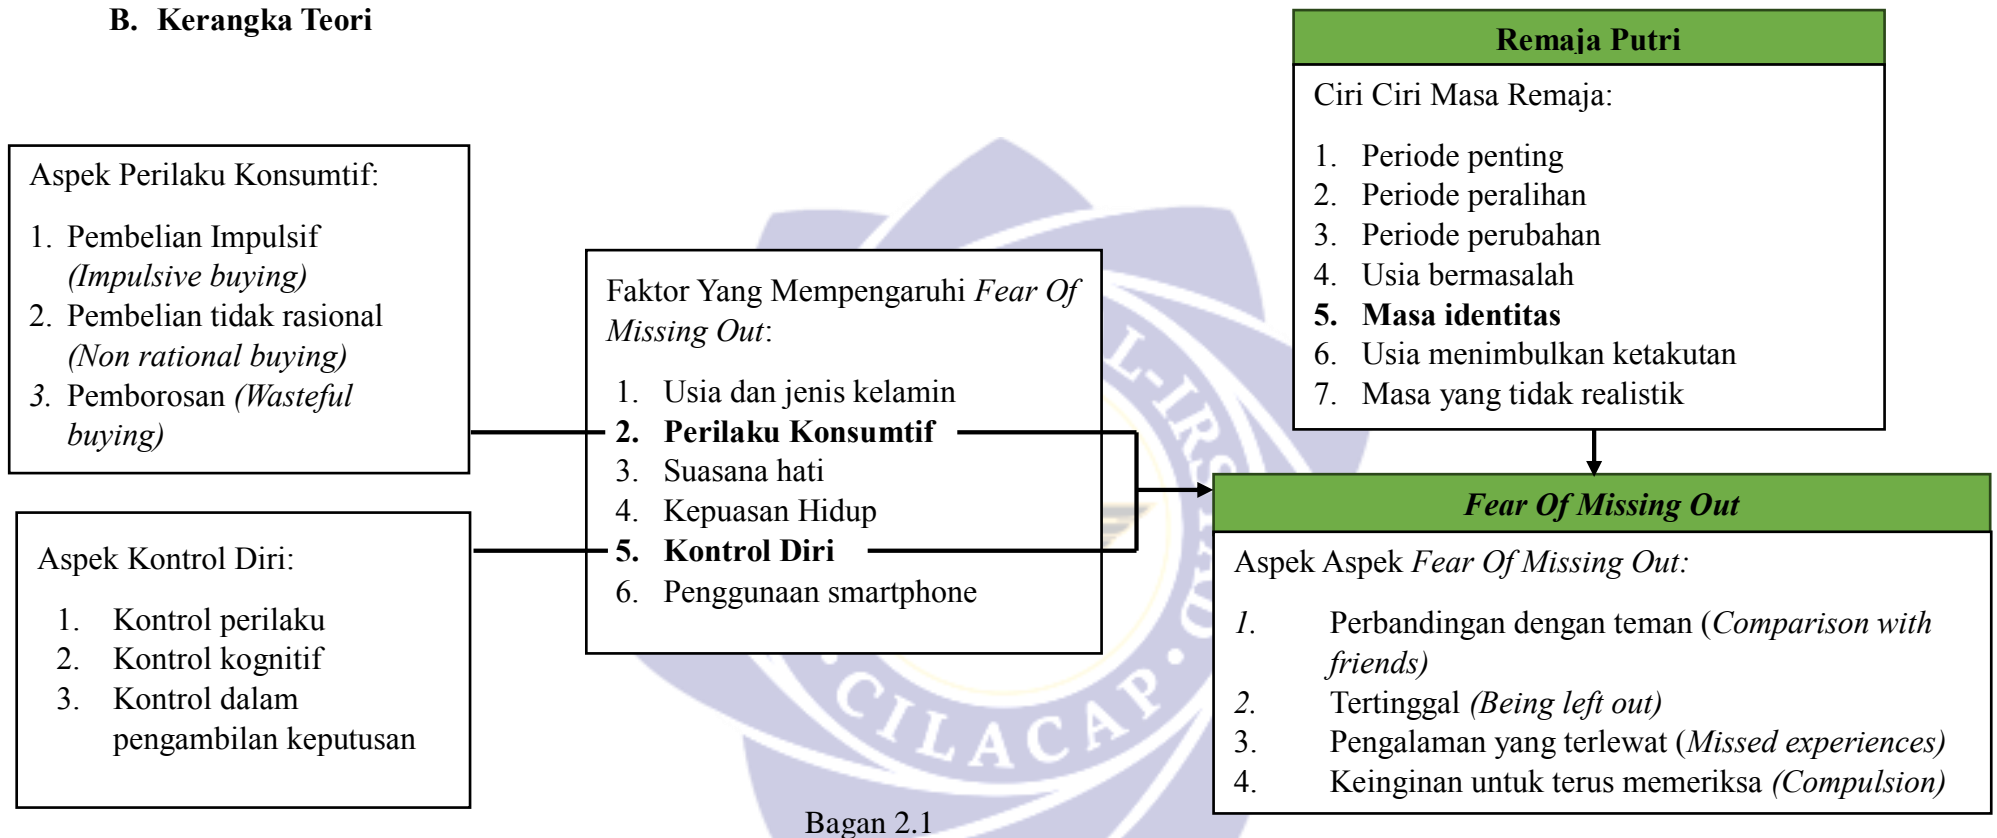 B. Kerangka Teori
Aspek Perilaku Konsumtif:
1. Pembelian Impulsif
(Impulsive buying)
2. Pembelian tidak rasional
(Non rational buying)
3. Pemborosan (Wasteful
buying)
Aspek Kontrol Diri:
1. Kontrol perilaku
2. Kontrol kognitif
3. Kontrol dalam
pengambilan keputusan
Faktor Yang Mempengaruhi Fear Of
Missing Out:
1. Usia dan jenis kelamin
2. Perilaku Konsumtif
3. Suasana hati
4. Kepuasan Hidup
5. Kontrol Diri
6. Penggunaan smartphone
Remaja Putri
Ciri Ciri Masa Remaja:
1. Periode penting
2. Periode peralihan
3. Periode perubahan
4. Usia bermasalah
5. Masa identitas
6. Usia menimbulkan ketakutan
7. Masa yang tidak realistik
Fear Of Missing Out
Aspek Aspek Fear Of Missing Out:
1. Perbandingan dengan teman (Comparison with
friends)
2. Tertinggal (Being left out)
3. Pengalaman yang terlewat (Missed experiences)
4. Keinginan untuk terus memeriksa (Compulsion)
CILACAP
Bagan 2.1